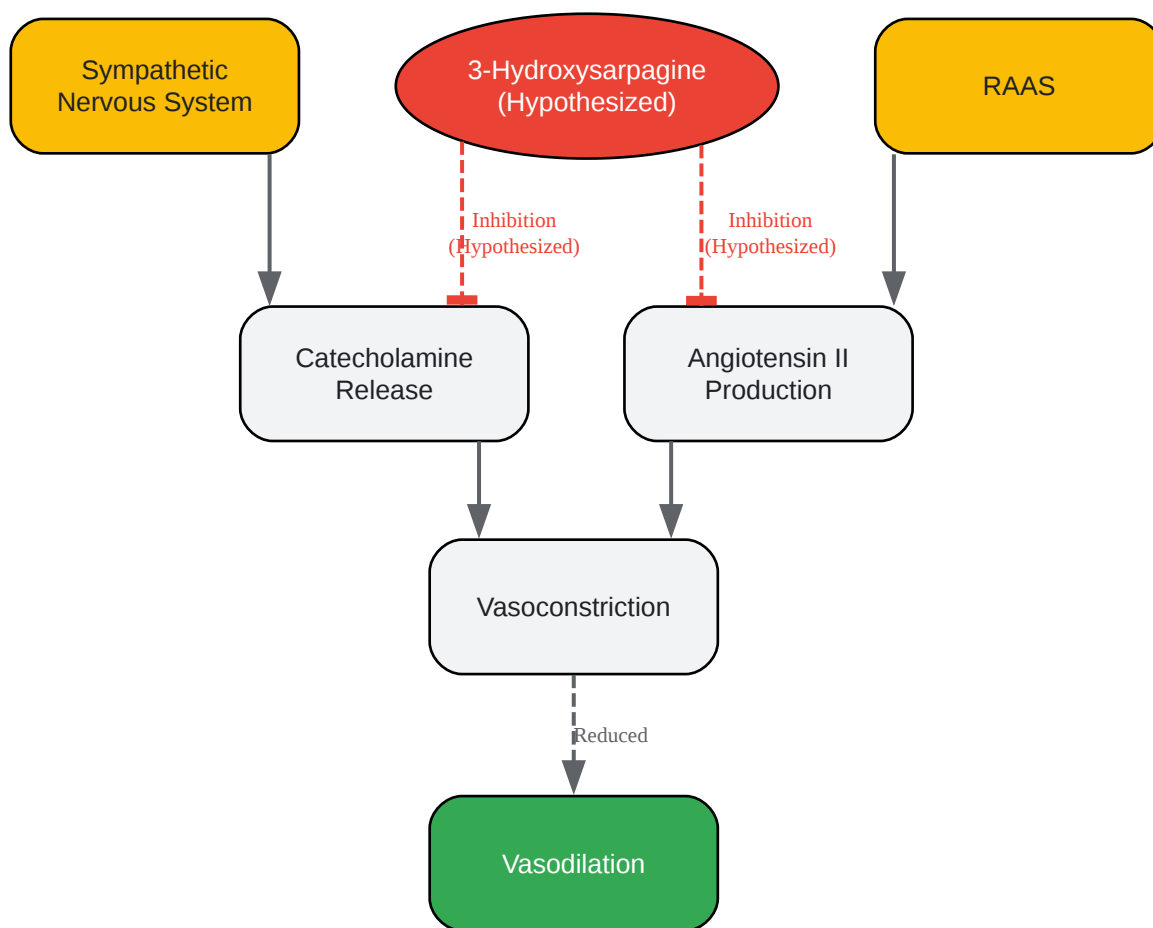 Sympathetic
Nervous System
3-Hydroxysarpagine
(Hypothesized)
RAAS
Inhibition
(Hypothesized)
Inhibition
(Hypothesized)
Catecholamine
Release
Angiotensin II
Production
Vasoconstriction
Reduced
Vasodilation